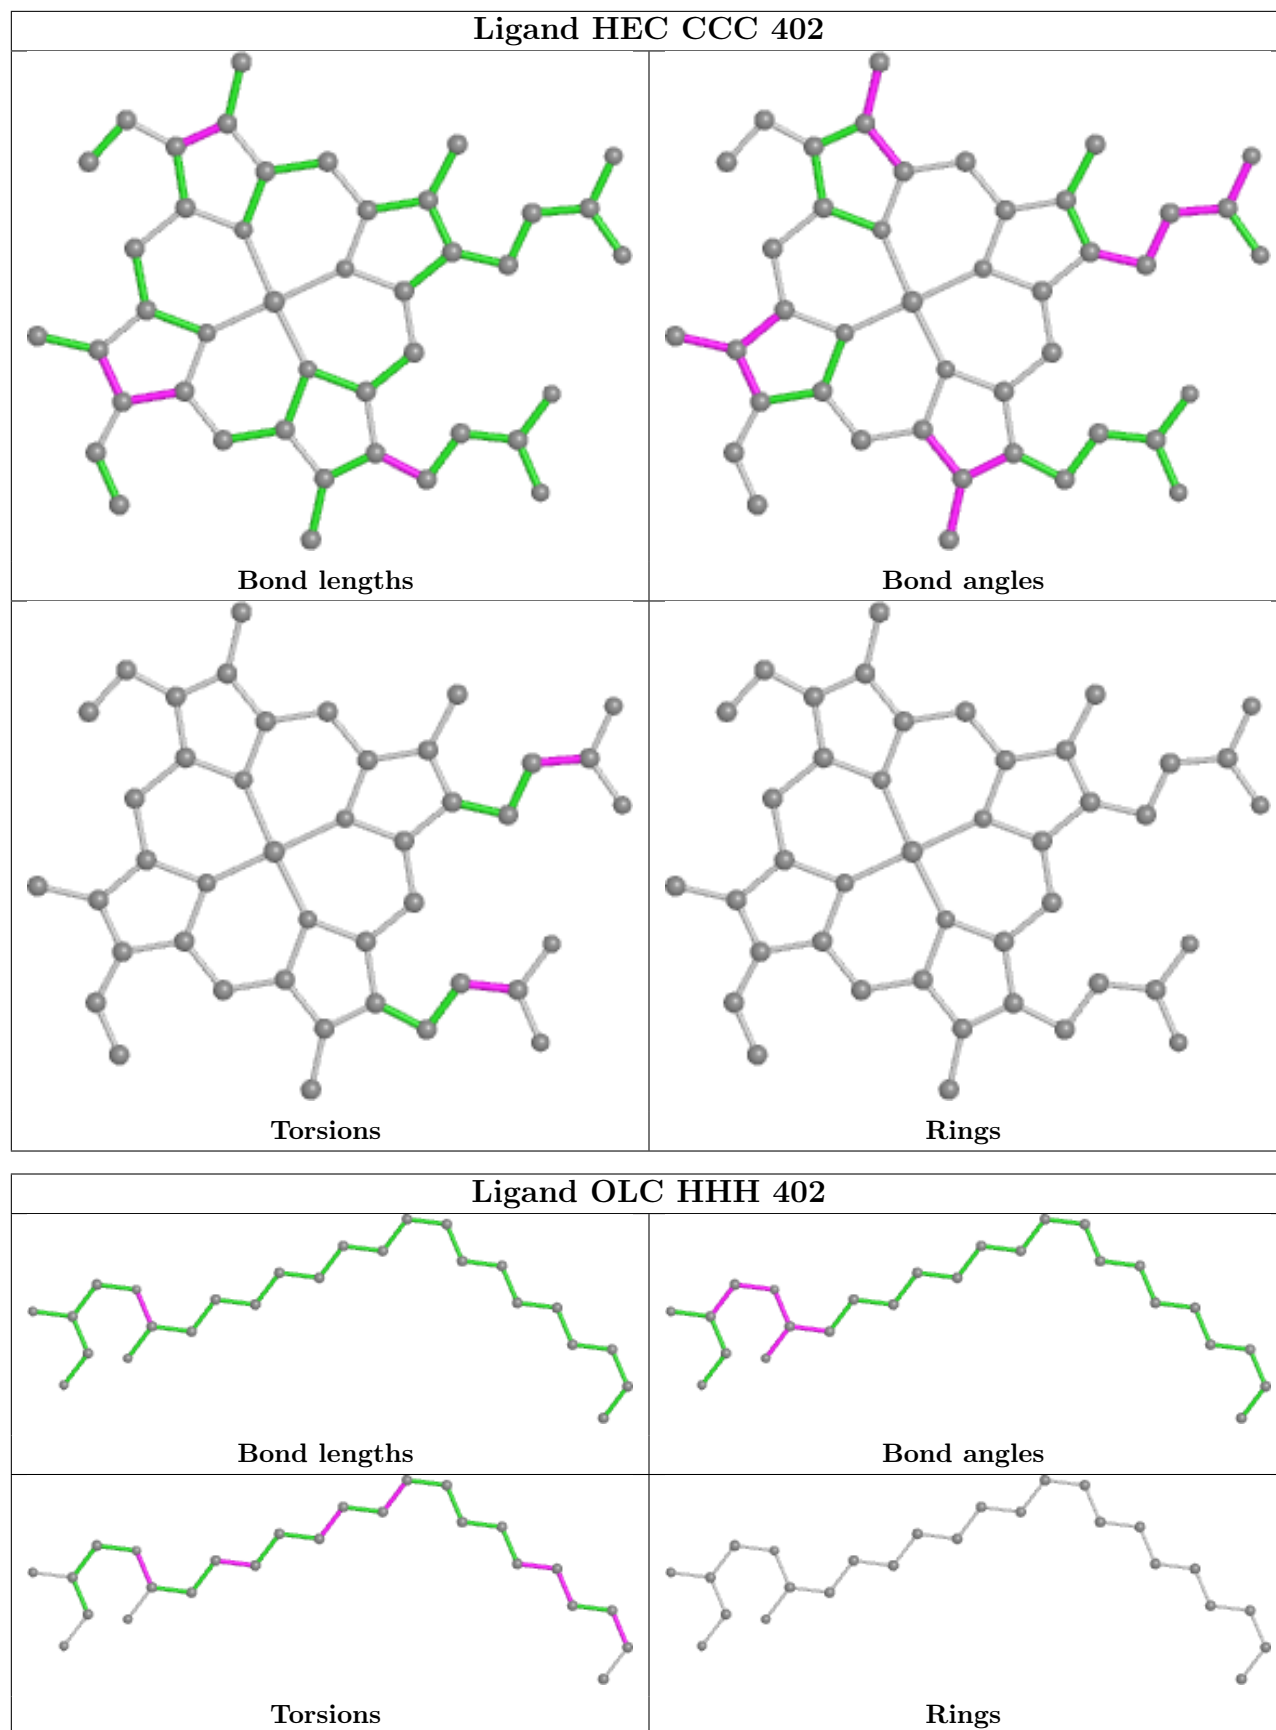 Ligand HEC CCC 402
Bond lengths
Bond angles
Torsions
Rings
Ligand OLC HHH 402
Bond lengths
Bond angles
Torsions
Rings